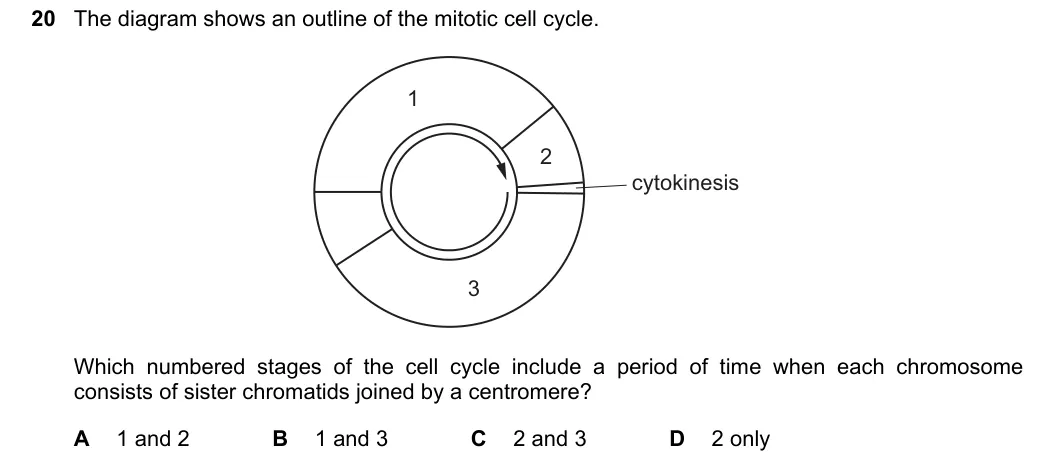 20 The diagram shows an outline of the mitotic cell cycle.
1
2
cytokinesis
3
Which numbered stages of the cell cycle include a period of time when each chromosome
consists of sister chromatids joined by a centromere?
A 1 and 2 B 1 and 3 C 2 and 3 D 2 only